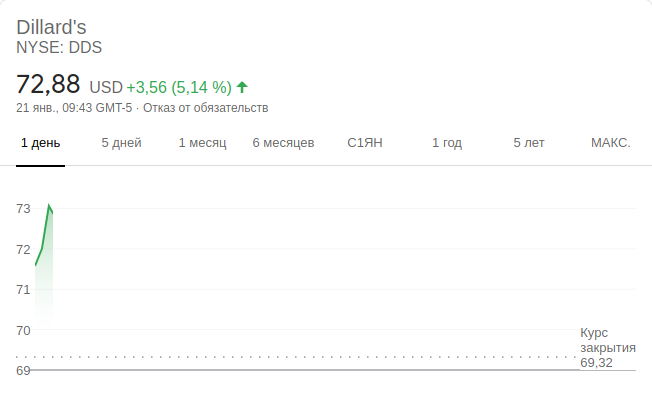 Dillard's
NYSE: DDS
72,88 USD +3,56 (5,14 %)
21 янв., 09:43 GMT-5 · Отказ от обязательств
1 день 5 дней 1 месяц 6 месяцев С1ЯН 1 год 5 лет МАКС.
73
72
71
70
69
Курс
закрытия
69,32